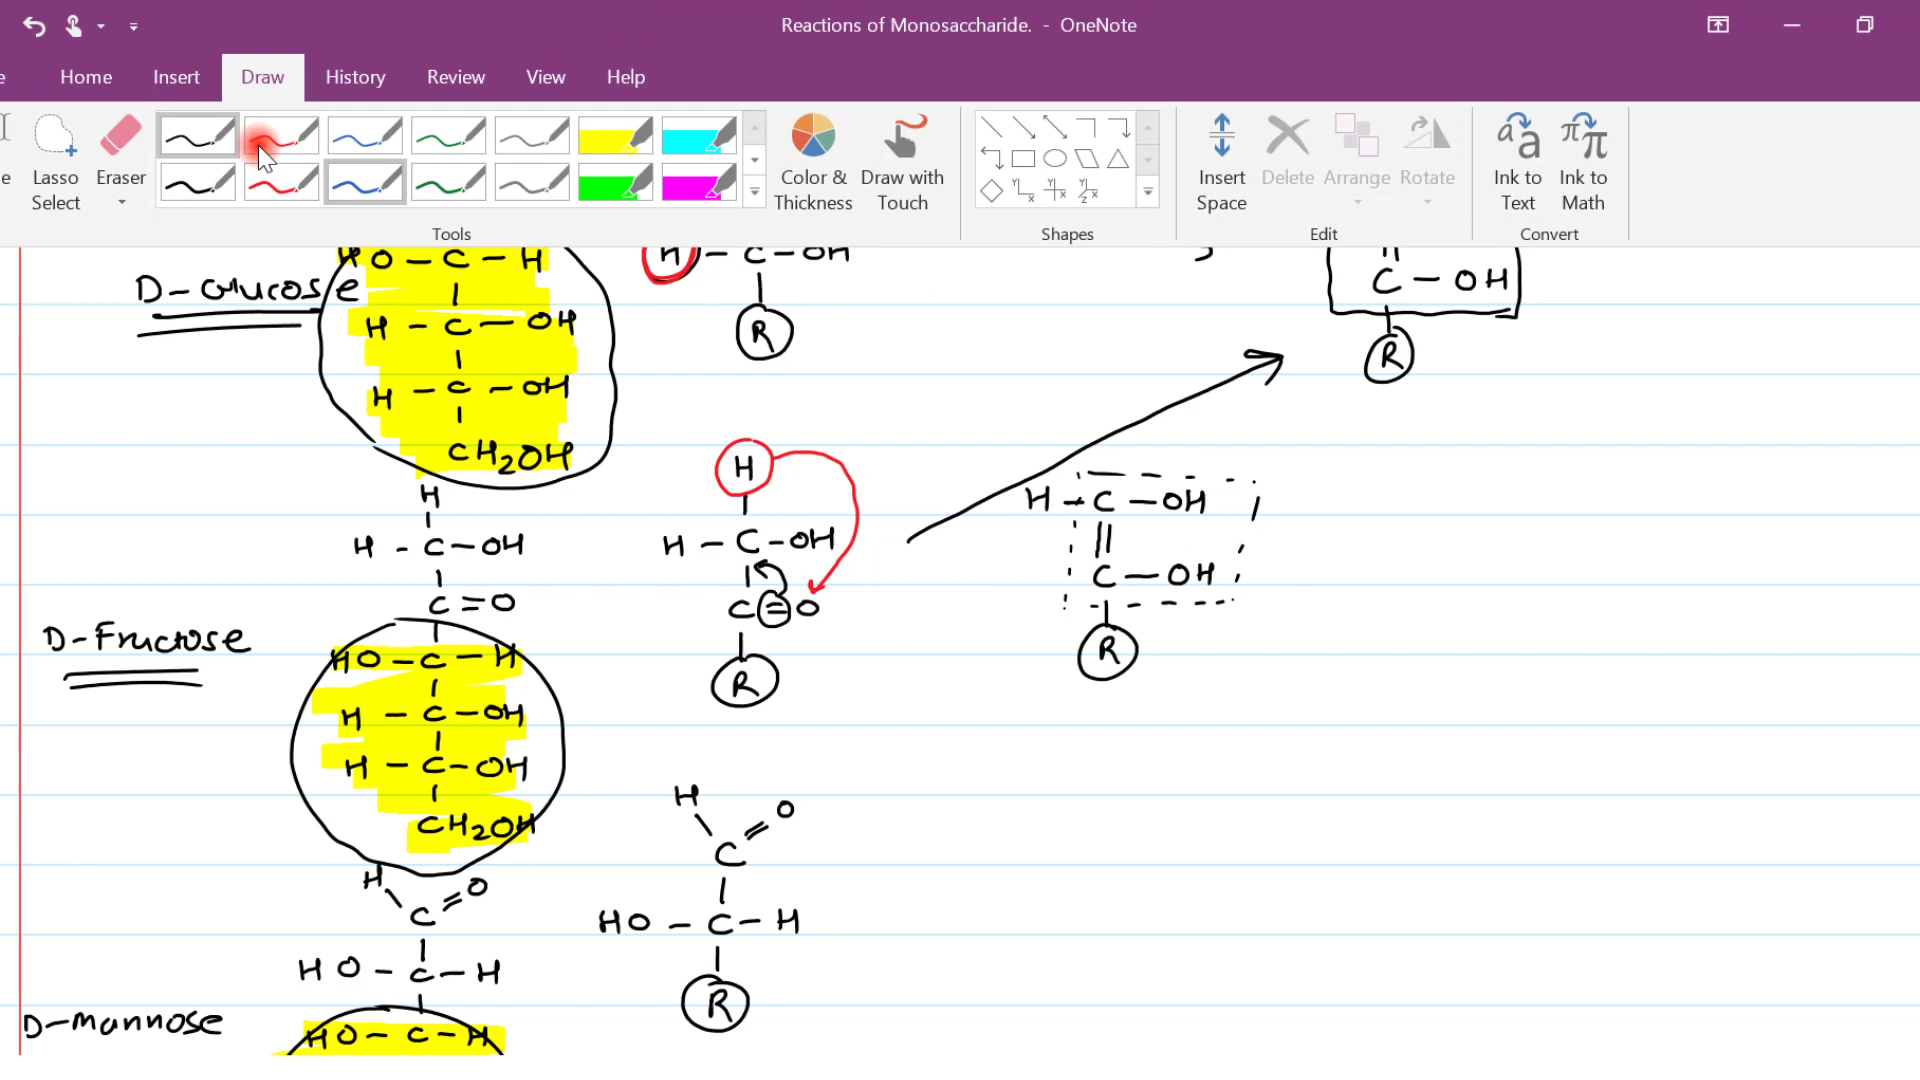 Reactions of Monosaccharide. - OneNote
e Home Insert Draw History Review View Help
e
Lasso Select
Eraser
Color & Thickness
Draw with Touch
Insert Space
Delete
Arrange
Rotate
Ink to Text
Ink to Math
Tools
Shapes
Edit
Convert
D-Glucose
HO - C - H
H - C - OH
H - C - OH
CH2OH
H - C - OH
R
C - OH
R
D-Fructose
H
H - C - OH
C = O
HO - C - H
H - C - OH
H - C - OH
CH2OH
H
H - C - OH
C = O
R
H - C - OH
C - OH
R
D-mannose
H
O
C
HO - C - H
HO - C - H
H
O
C
HO - C - H
R